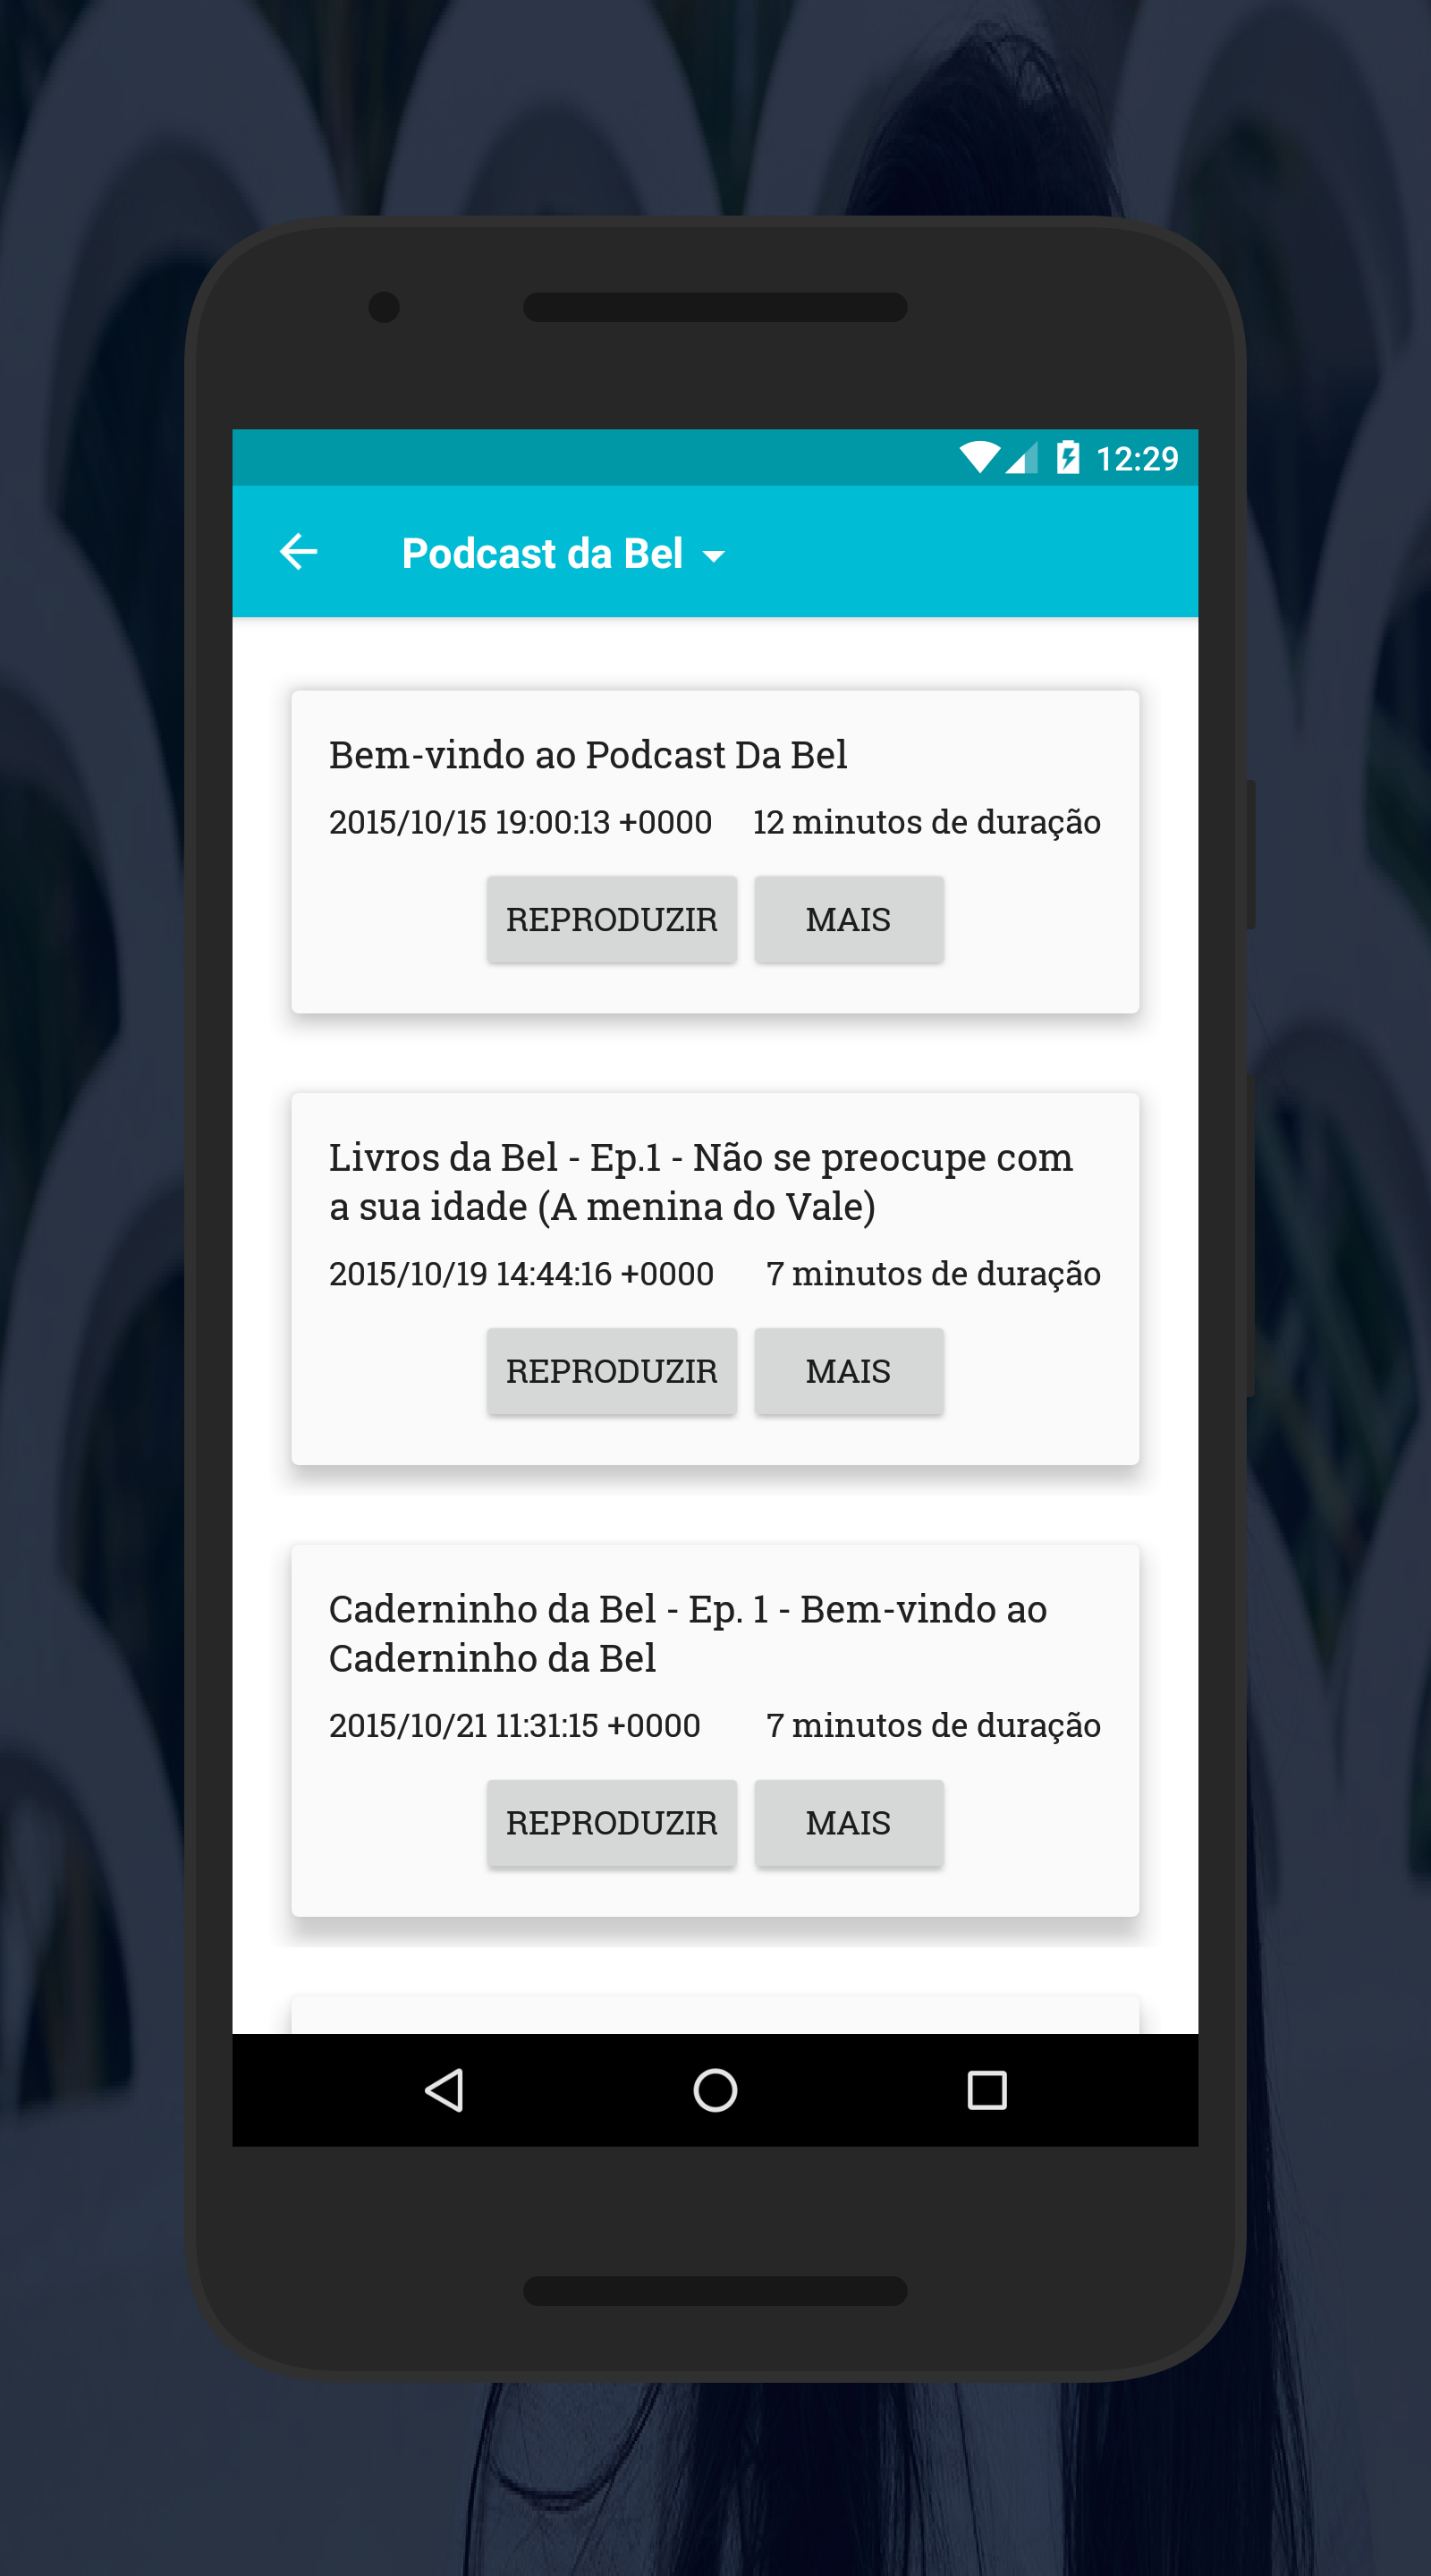 12:29
Podcast da Bel
Bem-vindo ao Podcast Da Bel
2015/10/15 19:00:13 +0000 12 minutos de duração
REPRODUZIR MAIS
Livros da Bel - Ep.1 - Não se preocupe com
a sua idade (A menina do Vale)
2015/10/19 14:44:16 +0000 7 minutos de duração
REPRODUZIR MAIS
Caderninho da Bel - Ep. 1 - Bem-vindo ao
Caderninho da Bel
2015/10/21 11:31:15 +0000 7 minutos de duração
REPRODUZIR MAIS